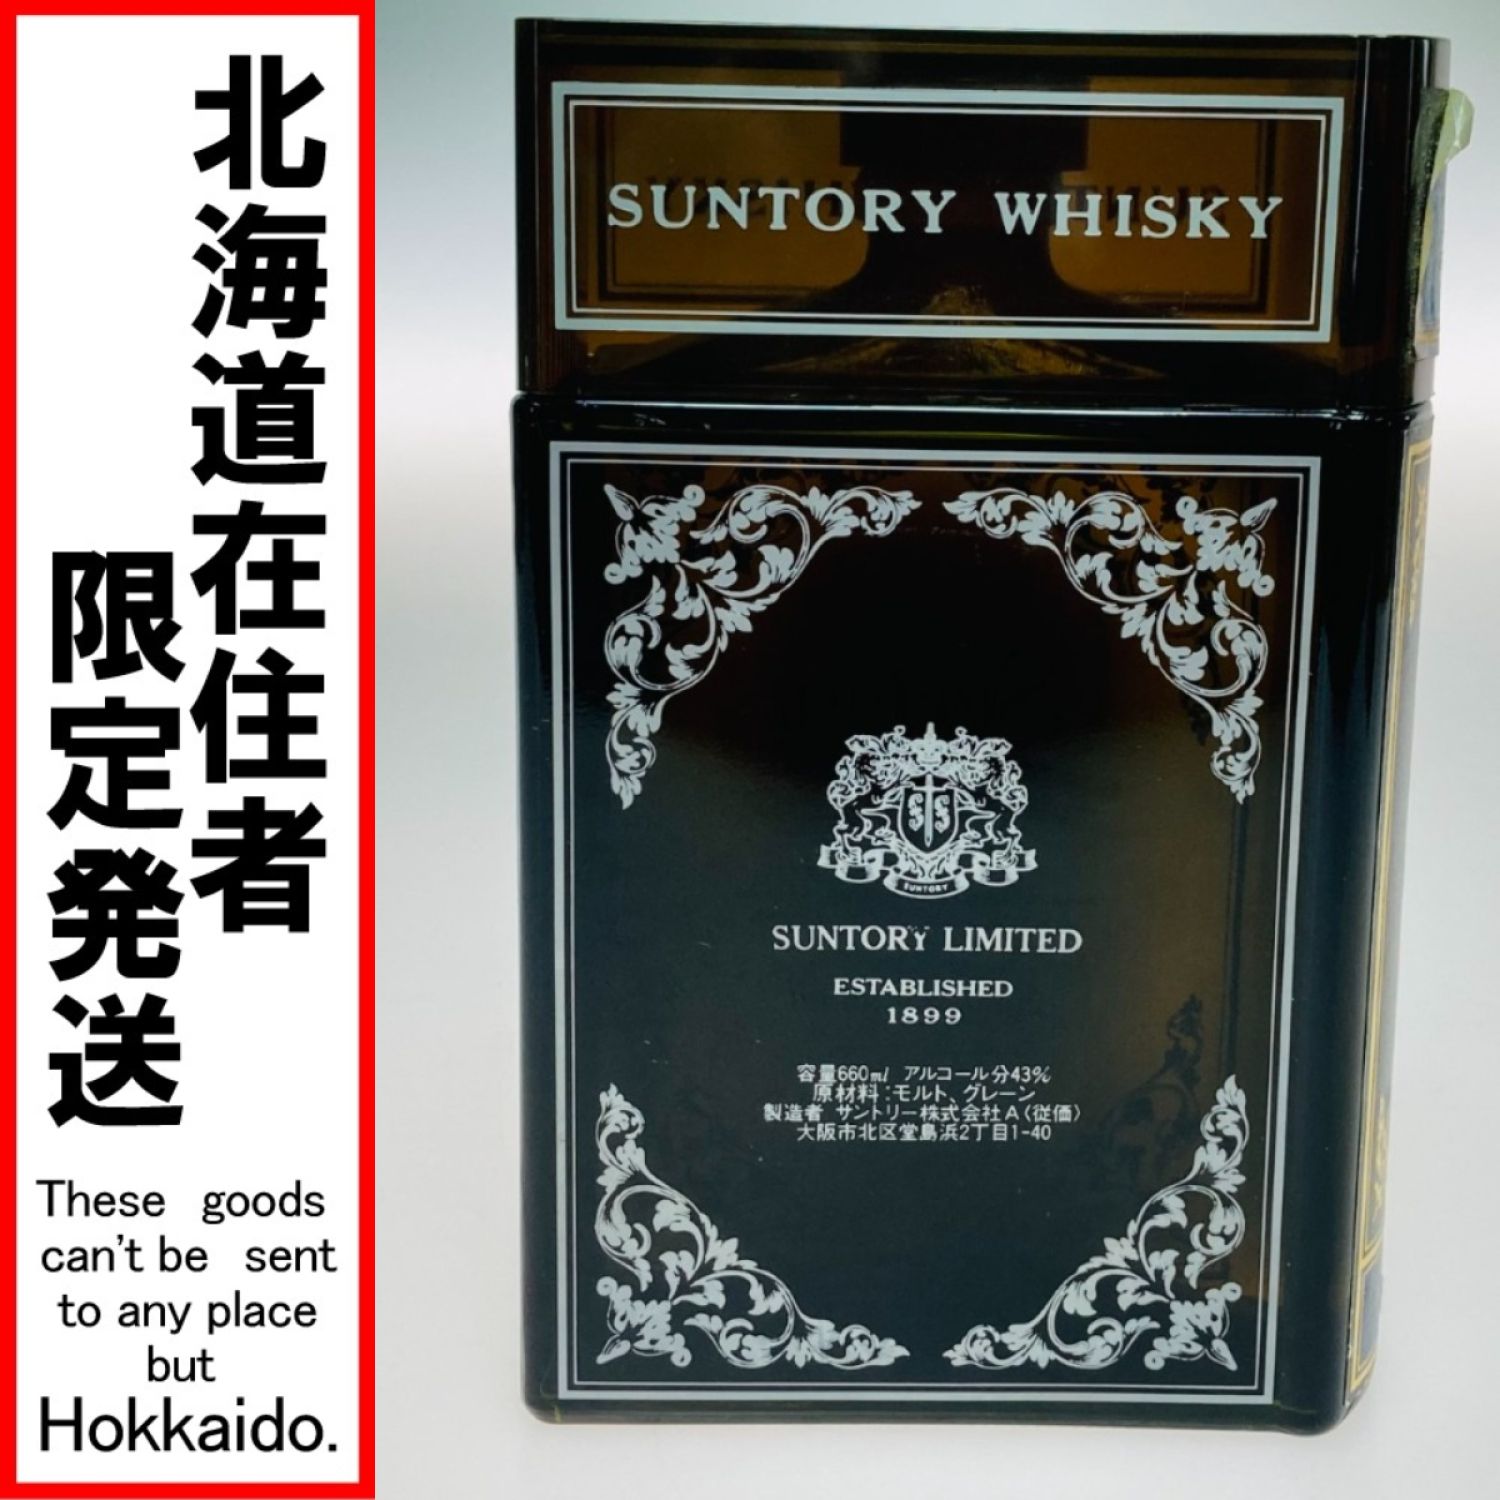 北海道在住者
限定発送
These goods
can't be sent
to any place
but
Hokkaido.
SUNTORY WHISKY
SUNTORY
SUNTORY LIMITED
ESTABLISHED
1899
容量660ml アルコール分43%
原材料:モルト、グレーン
製造者 サントリー株式会社A〈従価〉
大阪市北区堂島浜2丁目1-40